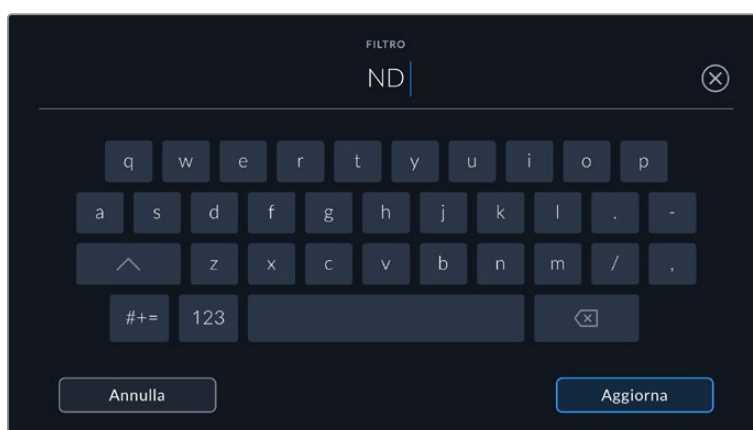 FILTRO
ND
q w e r t y u i o p
a s d f g h j k l . -
z x c v b n m / ,
#+= 123
Annulla Aggiorna